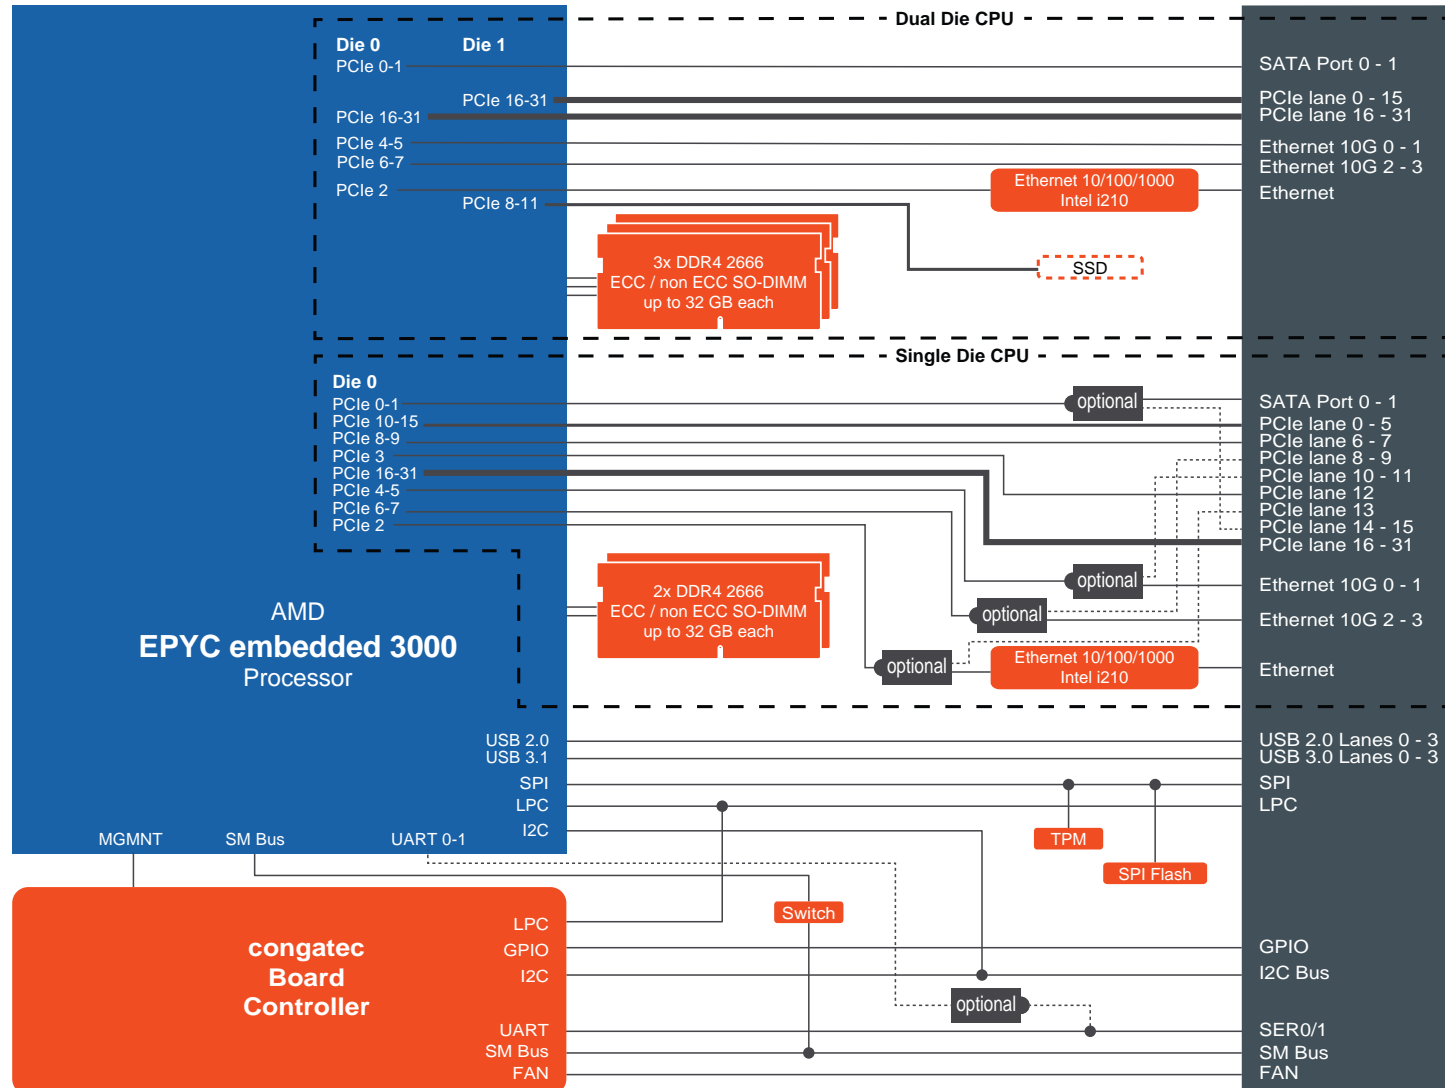 Dual Die CPU
Die 0
Die 1
PCIe 0-1
SATA Port 0 - 1
PCIe 16-31
PCIe lane 0 - 15
PCIe 16-31
PCIe lane 16 - 31
PCIe 4-5
Ethernet 10G 0 - 1
PCIe 6-7
Ethernet 10G 2 - 3
PCIe 2
Ethernet 10/100/1000
Intel i210
Ethernet
PCIe 8-11
3x DDR4 2666
ECC / non ECC SO-DIMM
up to 32 GB each
SSD
Single Die CPU
Die 0
PCIe 0-1
optional
SATA Port 0 - 1
PCIe 10-15
PCIe lane 0 - 5
PCIe 8-9
PCIe lane 6 - 7
PCIe 3
PCIe lane 8 - 9
PCIe 16-31
PCIe lane 10 - 11
PCIe 4-5
PCIe lane 12
PCIe 6-7
PCIe lane 13
PCIe 2
PCIe lane 14 - 15
PCIe lane 16 - 31
optional
Ethernet 10G 0 - 1
2x DDR4 2666
ECC / non ECC SO-DIMM
up to 32 GB each
optional
Ethernet 10G 2 - 3
optional
Ethernet 10/100/1000
Intel i210
Ethernet
AMD
EPYC embedded 3000
Processor
USB 2.0
USB 2.0 Lanes 0 - 3
USB 3.1
USB 3.0 Lanes 0 - 3
SPI
SPI
LPC
LPC
I2C
MGMNT
SM Bus
UART 0-1
TPM
SPI Flash
Switch
congatec
Board
Controller
LPC
GPIO
GPIO
I2C
I2C Bus
optional
UART
SER0/1
SM Bus
SM Bus
FAN
FAN